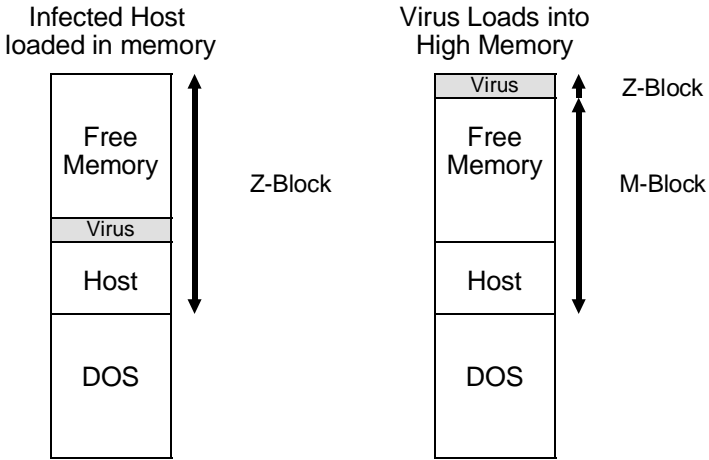 Infected Host
loaded in memory
Free
Memory
Virus
Host
DOS
Z-Block
Virus Loads into
High Memory
Virus
Free
Memory
Host
DOS
Z-Block
M-Block